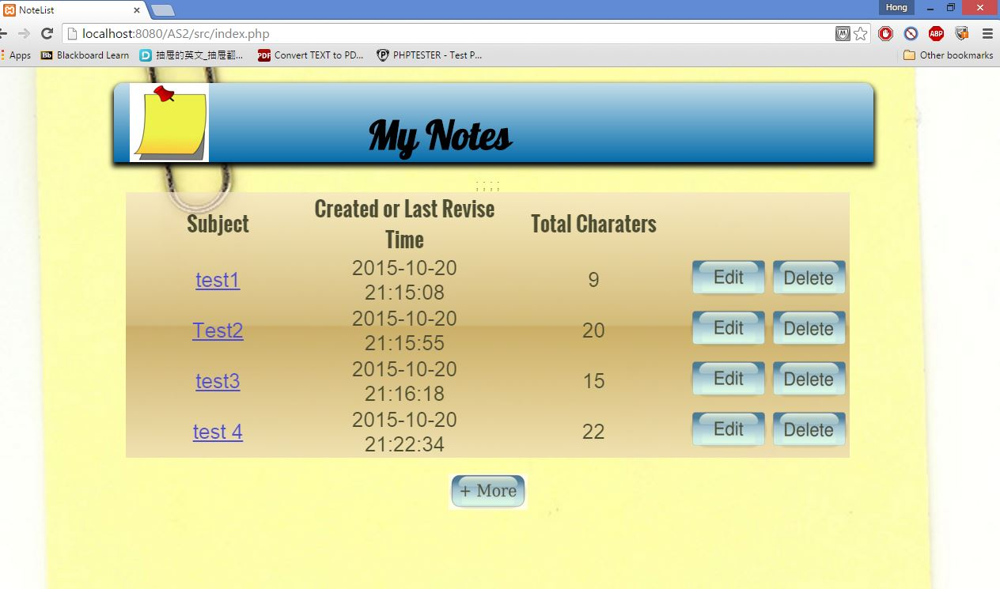 NoteList
Hong
localhost:8080/AS2/src/index.php
ABP
Apps Bb Blackboard Learn 抽屉的英文_抽屉翻... PDF Convert TEXT to PD... PHPTESTER - Test P... Other bookmarks
My Notes
; ; ; ;
Subject Created or Last Revise Time Total Charaters
test1 2015-10-20 21:15:08 9 Edit Delete
Test2 2015-10-20 21:15:55 20 Edit Delete
test3 2015-10-20 21:16:18 15 Edit Delete
test 4 2015-10-20 21:22:34 22 Edit Delete
+ More